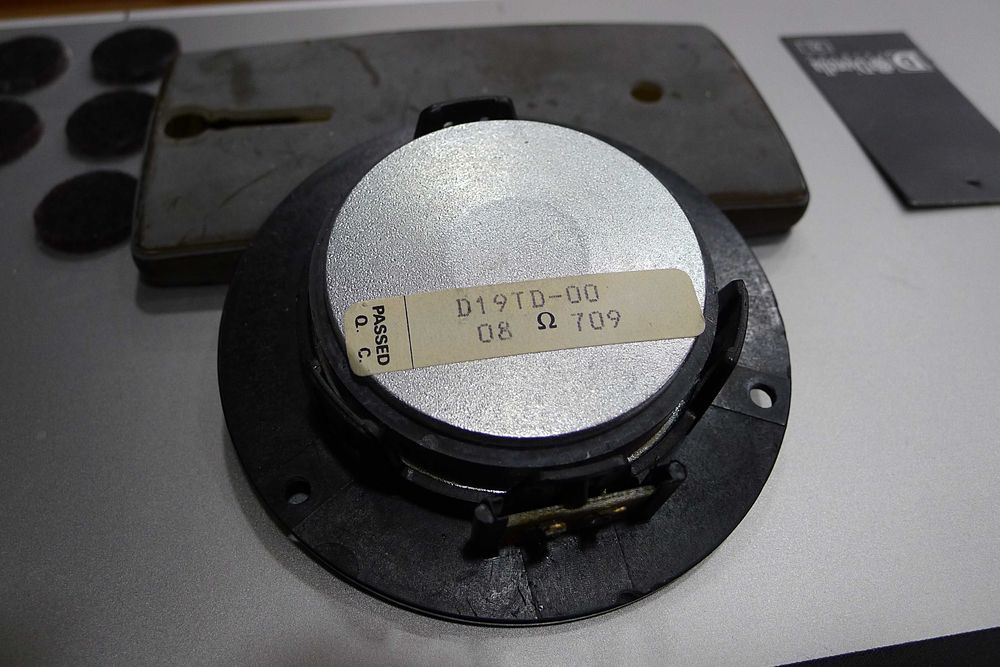 PASSED
Q. C.
D19TD-00
08 Ω 709